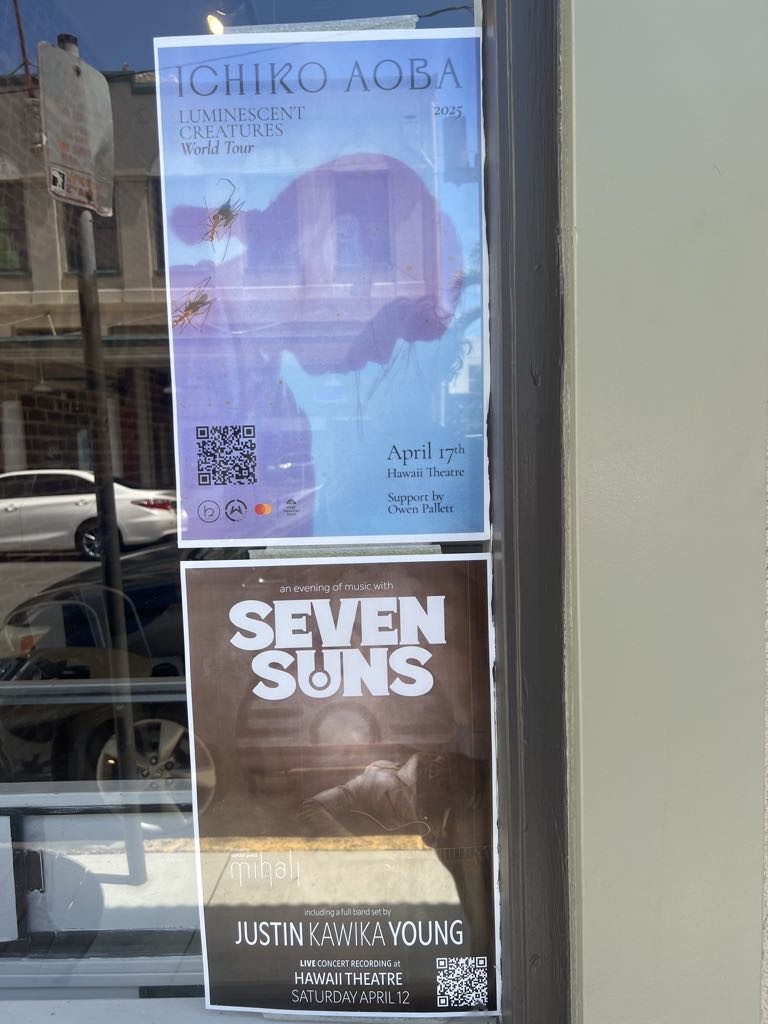 ICHIKO AOBA
LUMINESCENT
CREATURES
World Tour
2025
April 17th
Hawaii Theatre
Support by
Owen Pallett
an evening of music with
SEVEN
SUNS
mihali
including a full band set by
JUSTIN KAWIKA YOUNG
LIVE CONCERT RECORDING at
HAWAII THEATRE
SATURDAY APRIL 12